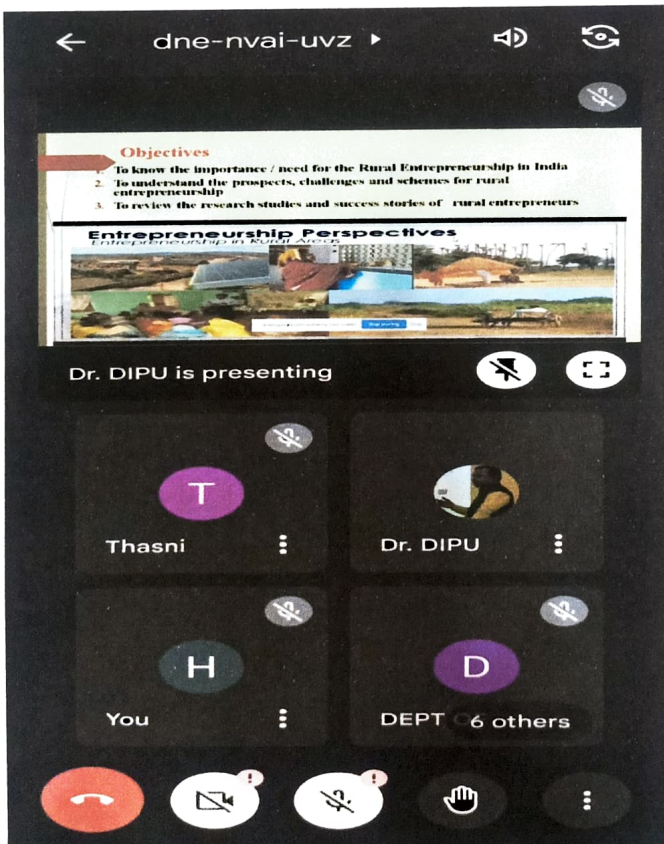 dne-nvai-uvz
Objectives
1. To know the importance / need for the Rural Entrepreneurship in India
2. To understand the prospects, challenges and schemes for rural
entrepreneurship
3. To review the research studies and success stories of rural entrepreneurs
Entrepreneurship Perspectives
Entrepreneurship in Rural Areas
Stop sharing
Dr. DIPU is presenting
T
Thasni
Dr. DIPU
H
You
D
DEPT
6 others